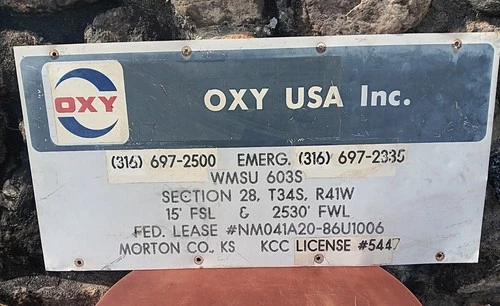 OXY
OXY USA Inc.
(316) 697-2500 EMERG. (316) 697-2335
WMSU 603S
SECTION 28, T34S, R41W
15' FSL & 2530' FWL
FED. LEASE #NM041A20-86U1006
MORTON CO., KS KCC LICENSE #5447